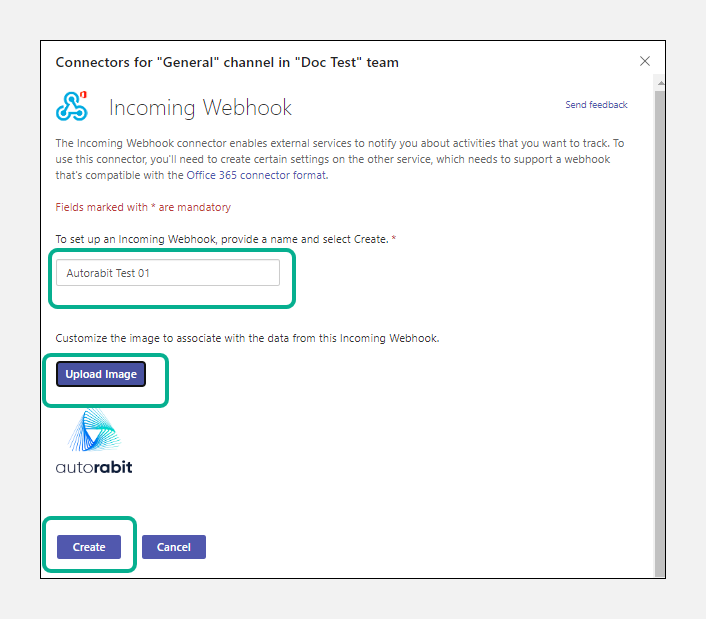 Connectors for "General" channel in "Doc Test" team
Incoming Webhook
Send feedback
The Incoming Webhook connector enables external services to notify you about activities that you want to track. To
use this connector, you'll need to create certain settings on the other service, which needs to support a webhook
that's compatible with the Office 365 connector format.
Fields marked with * are mandatory
To set up an Incoming Webhook, provide a name and select Create. *
Autorabit Test 01
Customize the image to associate with the data from this Incoming Webhook.
Upload Image
autorabit
Create
Cancel